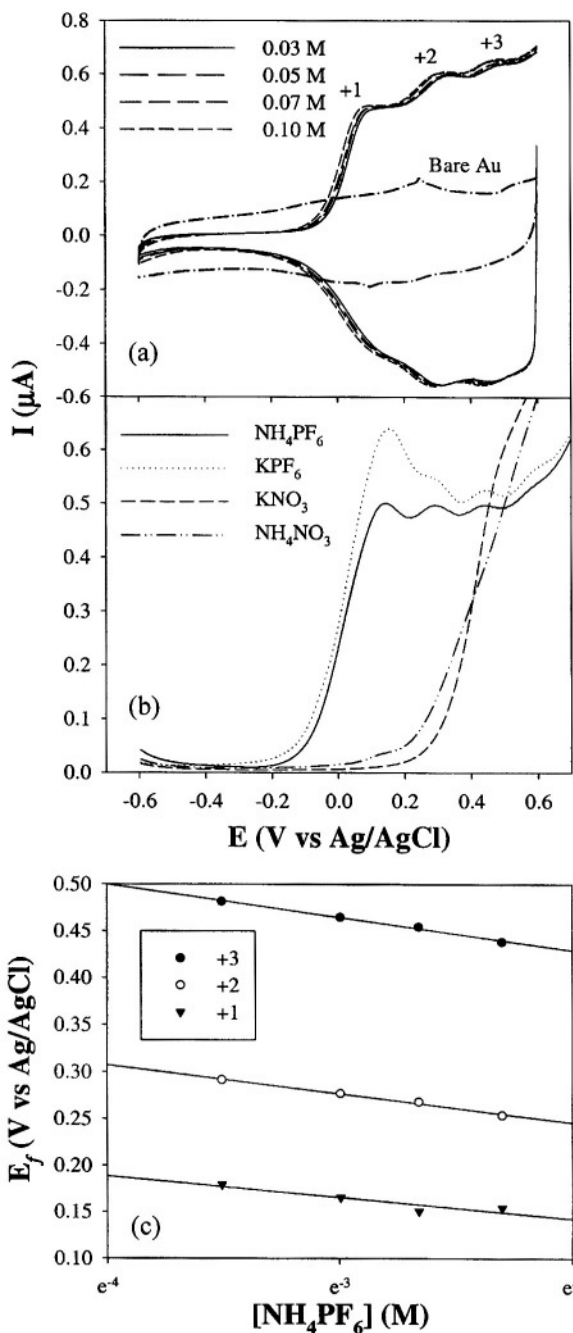 0.8
0.6
0.4
0.2
0.0
-0.2
-0.4
-0.6
0.03 M
0.05 M
0.07 M
0.10 M
+1
+2
+3
Bare Au
(a)
I (μA)
0.6
0.5
0.4
0.3
0.2
0.1
0.0
NH₄PF₆
KPF₆
KNO₃
NH₄NO₃
(b)
-0.6 -0.4 -0.2 0.0 0.2 0.4 0.6
E (V vs Ag/AgCl)
0.50
0.45
0.40
0.35
0.30
0.25
0.20
0.15
0.10
+3
+2
+1
E_f (V vs Ag/AgCl)
(c)
e⁻⁴ e⁻³ e
[NH₄PF₆] (M)